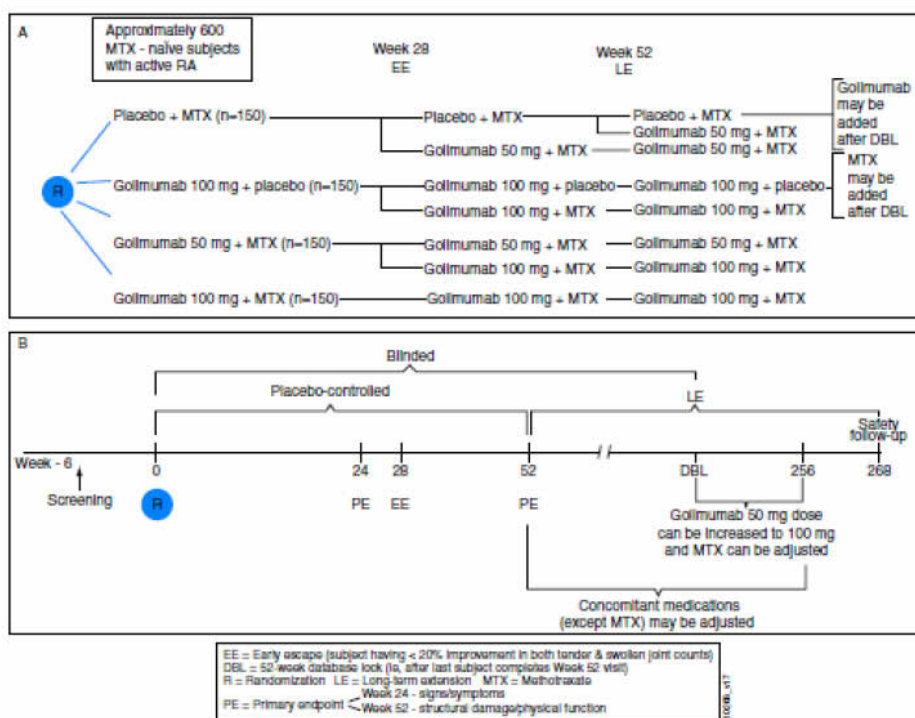 A
Approximately 600
MTX - naïve subjects
with active RA
Week 28
EE
Week 52
LE
Placebo + MTX (n=150)
Placebo + MTX
Placebo + MTX
Golimumab 50 mg + MTX
Golimumab 50 mg + MTX
Golimumab 50 mg + MTX
Golimumab
may be
added
after DBL
R
Golimumab 100 mg + placebo (n=150)
Golimumab 100 mg + placebo
Golimumab 100 mg + placebo
Golimumab 100 mg + MTX
Golimumab 100 mg + MTX
MTX
may be
added
after DBL
Golimumab 50 mg + MTX (n=150)
Golimumab 50 mg + MTX
Golimumab 50 mg + MTX
Golimumab 100 mg + MTX
Golimumab 100 mg + MTX
Golimumab 100 mg + MTX (n=150)
Golimumab 100 mg + MTX
Golimumab 100 mg + MTX
B
Blinded
Placebo-controlled
LE
Safety
follow-up
Week - 6
0
24
28
52
DBL
256
268
Screening
R
PE
EE
PE
Golimumab 50 mg dose
can be increased to 100 mg
and MTX can be adjusted
Concomitant medications
(except MTX) may be adjusted
EE = Early escape (subject having < 20% improvement in both tender & swollen joint counts)
DBL = 52-week database lock (ie, after last subject completes Week 52 visit)
R = Randomization LE = Long-term extension MTX = Methotrexate
PE = Primary endpoint
Week 24 - signs/symptoms
Week 52 - structural damage/physical function